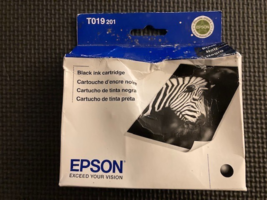 T019 201
Black ink cartridge
Cartouche d'encre noire
Cartucho de tinta negra
Cartucho de tinta preta
EPSON
EXCEED YOUR VISION